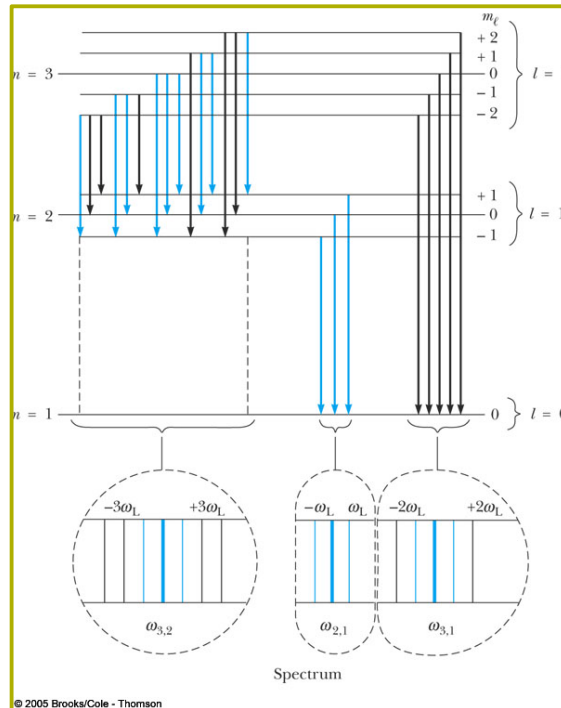 mℓ
+ 2
+ 1
n = 3
0
l =
− 1
− 2
+ 1
n = 2
0
l = 1
− 1
n = 1
0
l =
−3ωL +3ωL
−ωL ωL
−2ωL +2ωL
ω3,2
ω2,1
ω3,1
Spectrum
© 2005 Brooks/Cole - Thomson